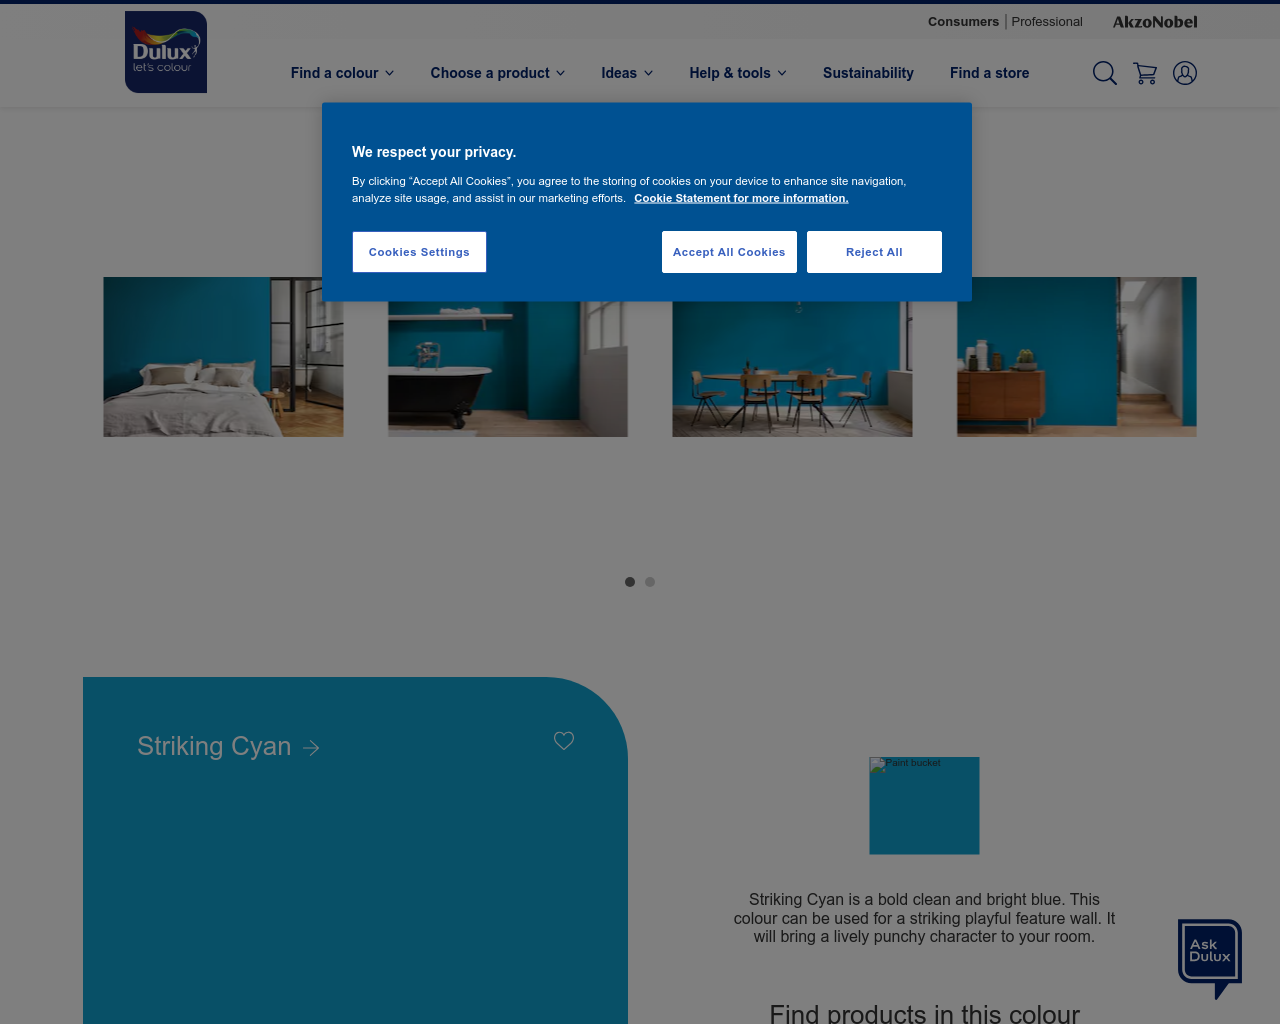 Consumers
Professional
AkzoNobel
Dulux
let's colour
Find a colour
Choose a product
Ideas
Help & tools
Sustainability
Find a store
We respect your privacy.
By clicking “Accept All Cookies”, you agree to the storing of cookies on your device to enhance site navigation,
analyze site usage, and assist in our marketing efforts. Cookie Statement for more information.
Cookies Settings
Accept All Cookies
Reject All
Striking Cyan
Paint bucket
Striking Cyan is a bold clean and bright blue. This
colour can be used for a striking playful feature wall. It
will bring a lively punchy character to your room.
Ask
Dulux
Find products in this colour